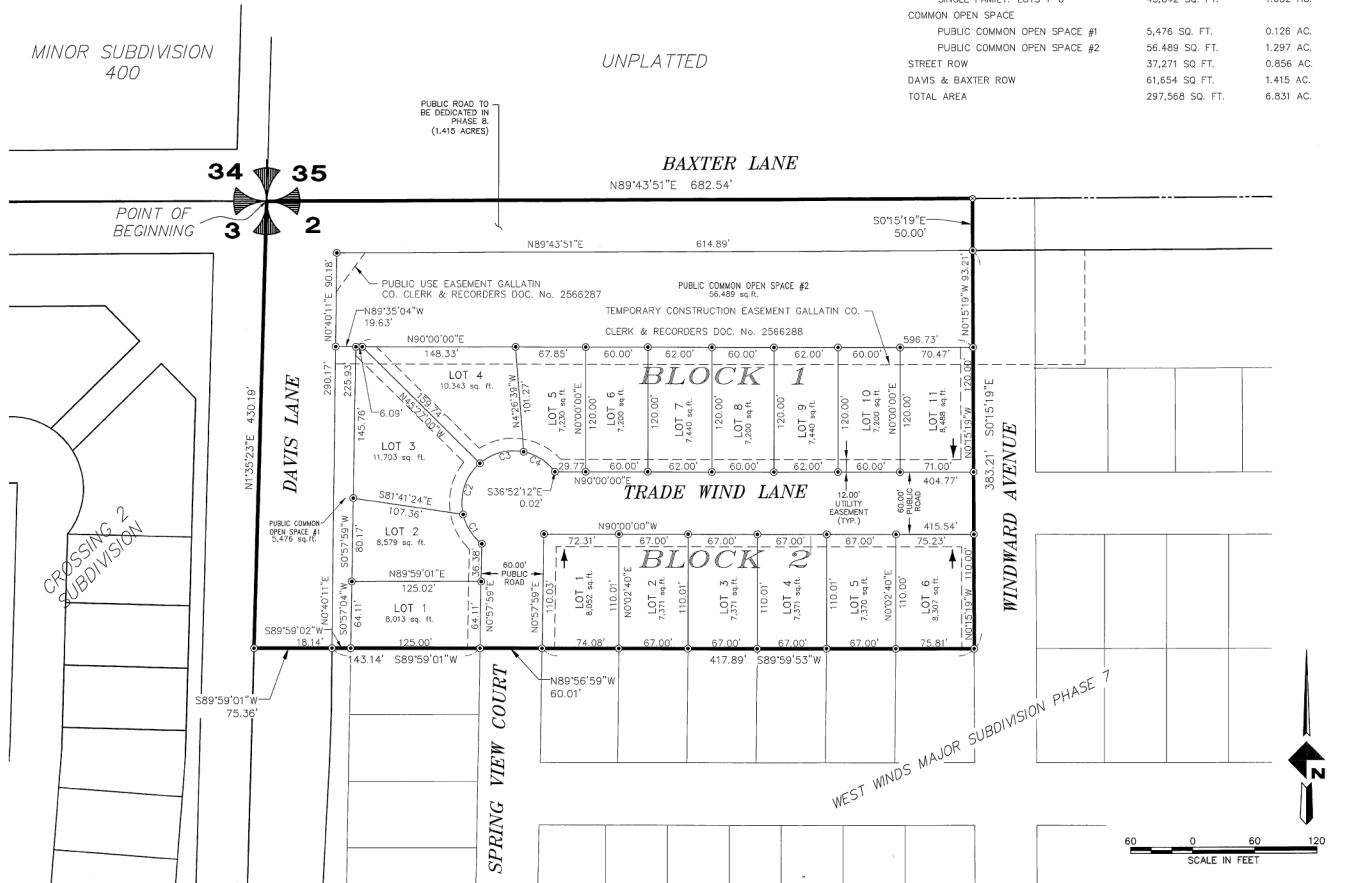 SINGLE FAMILY: LOTS 1-6 45,842 SQ. FT. 1.052 AC.
COMMON OPEN SPACE
PUBLIC COMMON OPEN SPACE #1 5,476 SQ. FT. 0.126 AC.
PUBLIC COMMON OPEN SPACE #2 56.489 SQ. FT. 1.297 AC.
STREET ROW 37,271 SQ FT. 0.856 AC.
DAVIS & BAXTER ROW 61,654 SQ FT. 1.415 AC.
TOTAL AREA 297,568 SQ. FT. 6.831 AC.
MINOR SUBDIVISION
400
UNPLATTED
PUBLIC ROAD TO
BE DEDICATED IN
PHASE 8.
(1.415 ACRES)
BAXTER LANE
N89°43'51"E 682.54'
34 35
3 2
POINT OF
BEGINNING
S0°15'19"E
50.00'
N89°43'51"E 614.89'
PUBLIC USE EASEMENT GALLATIN
CO. CLERK & RECORDERS DOC. No. 2566287
PUBLIC COMMON OPEN SPACE #2
56,489 sq.ft.
TEMPORARY CONSTRUCTION EASEMENT GALLATIN CO.
CLERK & RECORDERS DOC. No. 2566288
N0°40'11"E 90.18'
N0°15'19"W 93.21'
N89°35'04"W
19.63'
N90°00'00"E 596.73'
148.33' 67.85' 60.00' 62.00' 60.00' 62.00' 60.00' 70.47'
BLOCK 1
LOT 4
10,343 sq. ft.
159.74'
N45°27'00"W
N4°26'39"W
101.27'
LOT 5
7,230 sq.ft.
N0°00'00"E
120.00'
LOT 6
7,200 sq.ft.
120.00'
LOT 7
7,440 sq.ft.
120.00'
LOT 8
7,200 sq.ft.
120.00'
LOT 9
7,440 sq.ft.
120.00'
LOT 10
7,200 sq.ft.
N0°00'00"E
120.00'
LOT 11
8,488 sq.ft.
N0°15'19"W 120.00'
290.17'
225.93'
145.76'
6.09'
LOT 3
11,703 sq. ft.
DAVIS LANE
N1°35'23"E 430.19'
C3
C4
C2
C1
29.77 60.00' 62.00' 60.00' 62.00' 60.00' 71.00'
N90°00'00"E 404.77'
S36°52'12"E
0.02'
TRADE WIND LANE
12.00'
UTILITY
EASEMENT
(TYP.)
60.00'
PUBLIC
ROAD
383.21' S0°15'19"E
WINDWARD AVENUE
S81°41'24"E
107.36'
PUBLIC COMMON
OPEN SPACE #1
5,476 sq.ft.
LOT 2
8,579 sq. ft.
S0°57'59"W
80.17'
36.38'
60.00'
PUBLIC
ROAD
CROSSING 2
SUBDIVISION
N90°00'00"W 415.54'
72.31' 67.00' 67.00' 67.00' 67.00' 75.23'
BLOCK 2
N89°59'01"E
125.02'
LOT 1
8,013 sq. ft.
N0°40'11"E
S0°57'04"W
64.11'
64.11'
N0°57'59"E
N0°57'59"E
110.03'
LOT 1
8,052 sq.ft.
N0°02'40"E
110.01'
LOT 2
7,371 sq.ft.
110.01'
LOT 3
7,371 sq.ft.
110.01'
LOT 4
7,371 sq.ft.
110.01'
LOT 5
7,370 sq.ft.
N0°02'40"E
110.00'
LOT 6
8,307 sq.ft.
N0°15'19"W 110.00'
S89°59'02"W
18.14' 125.00' 74.08' 67.00' 67.00' 67.00' 67.00' 75.81'
143.14' S89°59'01"W
417.89' S89°59'53"W
N89°56'59"W
60.01'
S89°59'01"W
75.36'
SPRING VIEW COURT
WEST WINDS MAJOR SUBDIVISION PHASE 7
N
60 0 60 120
SCALE IN FEET